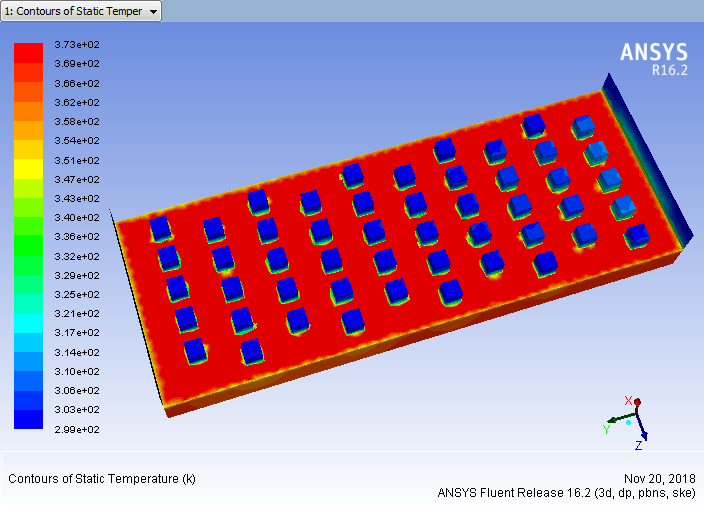 1: Contours of Static Temper
3.73e+02
3.69e+02
3.66e+02
3.62e+02
3.58e+02
3.54e+02
3.51e+02
3.47e+02
3.43e+02
3.40e+02
3.36e+02
3.32e+02
3.29e+02
3.25e+02
3.21e+02
3.17e+02
3.14e+02
3.10e+02
3.06e+02
3.03e+02
2.99e+02
ANSYS
R16.2
X
Y
Z
Contours of Static Temperature (k)
Nov 20, 2018
ANSYS Fluent Release 16.2 (3d, dp, pbns, ske)